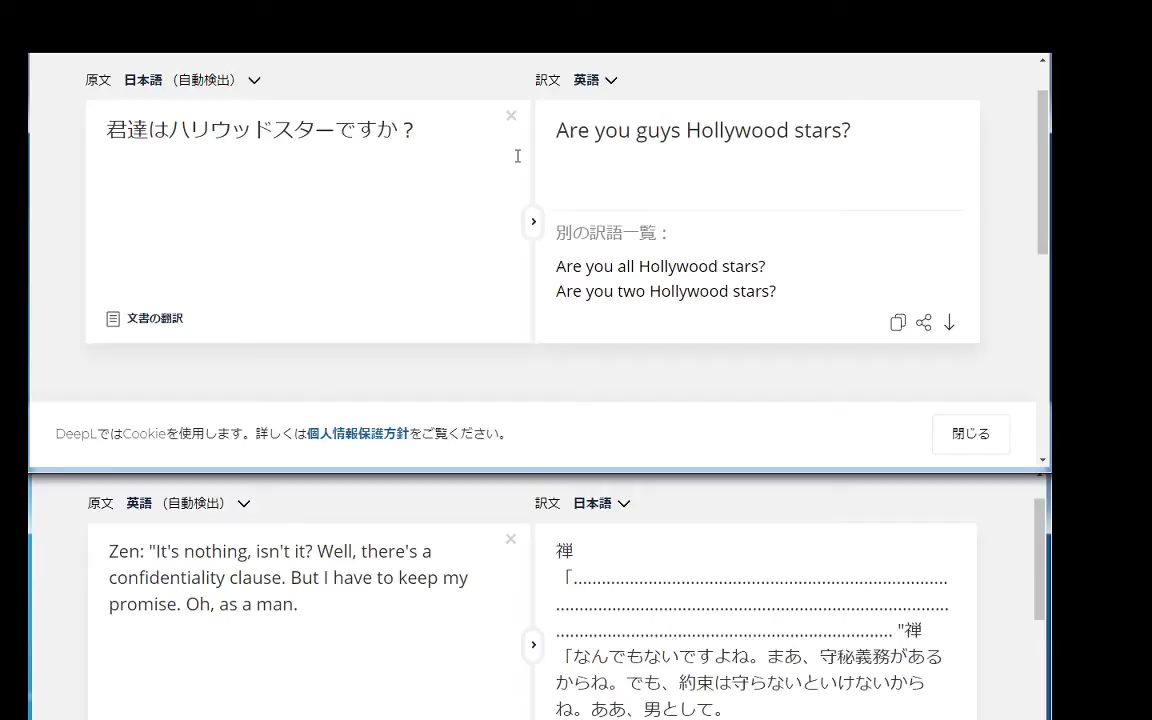 原文 日本語 （自動検出）
訳文 英語
君達はハリウッドスターですか？
Are you guys Hollywood stars?
別の訳語一覧：
Are you all Hollywood stars?
Are you two Hollywood stars?
文書の翻訳
DeepLではCookieを使用します。詳しくは個人情報保護方針をご覧ください。
閉じる
原文 英語 （自動検出）
訳文 日本語
Zen: "It's nothing, isn't it? Well, there's a
confidentiality clause. But I have to keep my
promise. Oh, as a man.
禅
「...........................................................................
...............................................................................
.................................................................... "禅
「なんでもないですよね。まあ、守秘義務がある
からね。でも、約束は守らないといけないから
ね。ああ、男として。